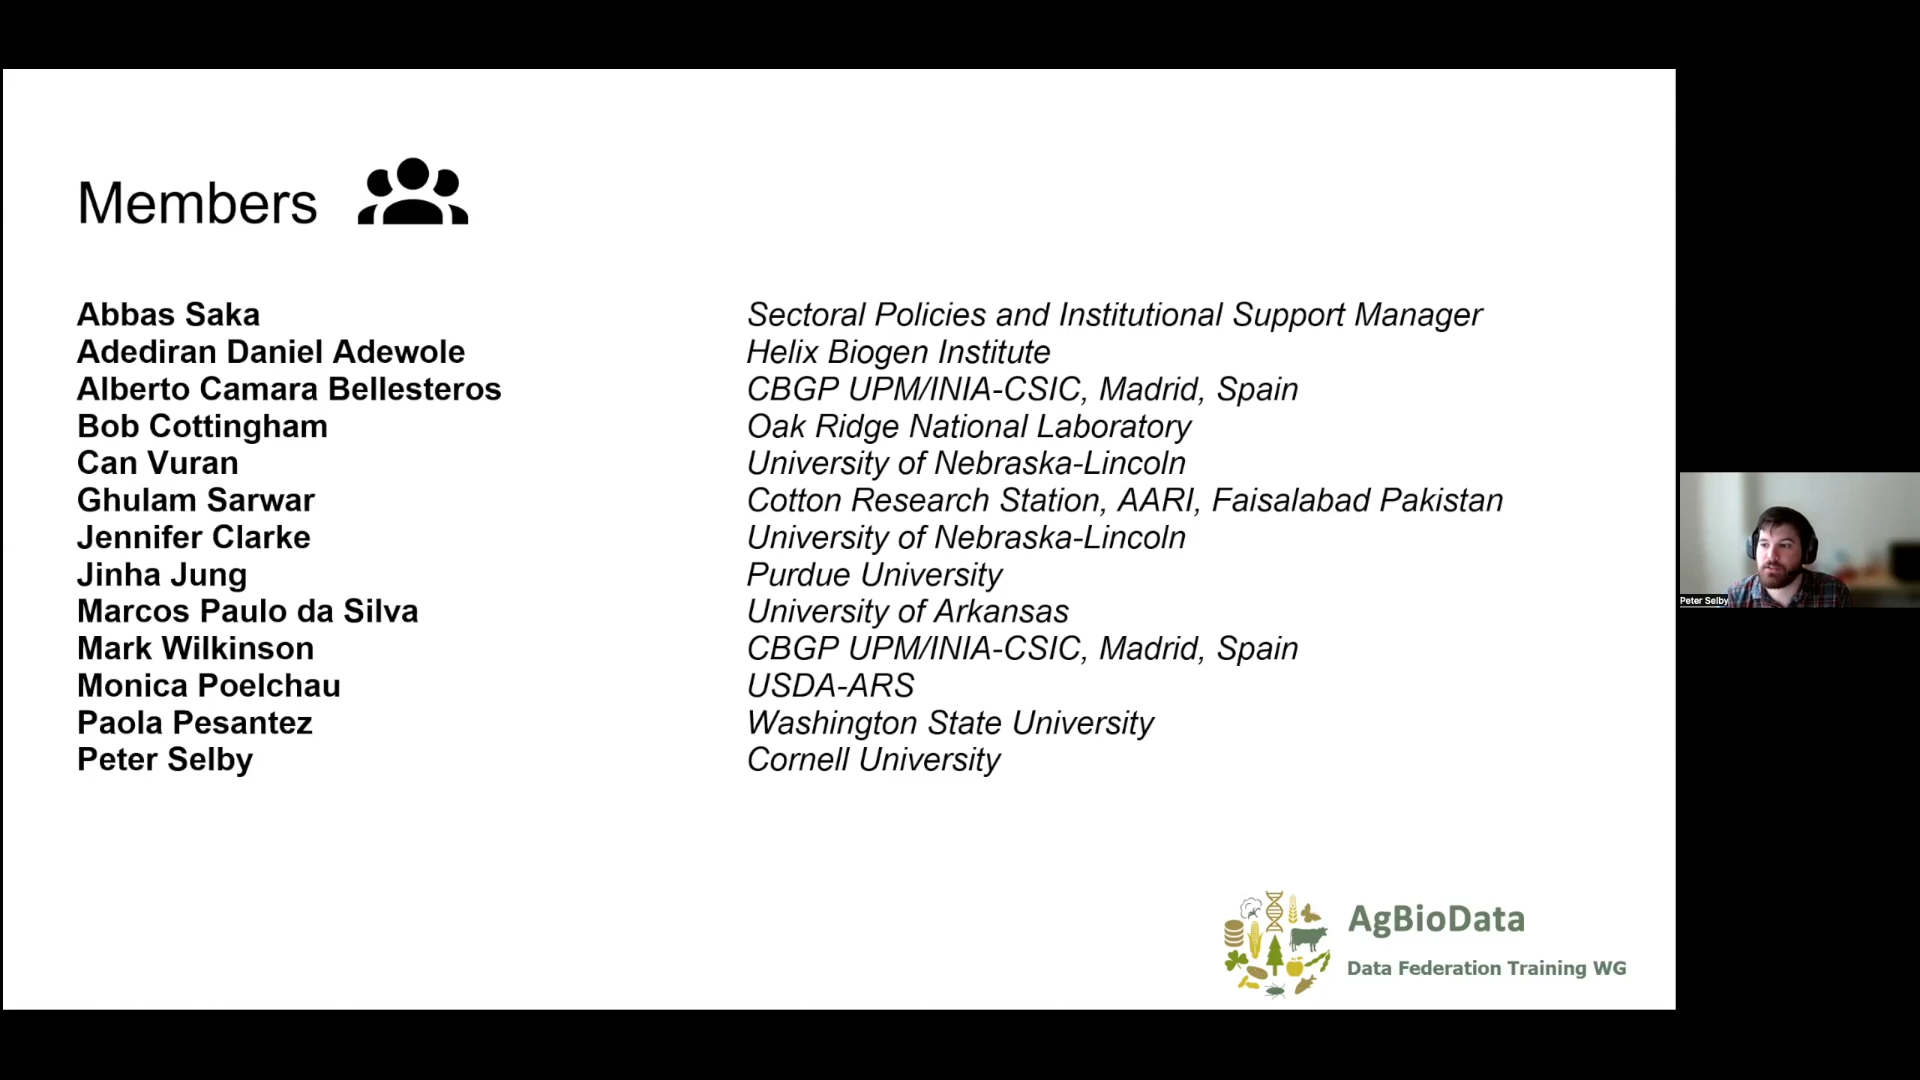 Members
Abbas Saka Sectoral Policies and Institutional Support Manager
Adediran Daniel Adewole Helix Biogen Institute
Alberto Camara Bellesteros CBGP UPM/INIA-CSIC, Madrid, Spain
Bob Cottingham Oak Ridge National Laboratory
Can Vuran University of Nebraska-Lincoln
Ghulam Sarwar Cotton Research Station, AARI, Faisalabad Pakistan
Jennifer Clarke University of Nebraska-Lincoln
Jinha Jung Purdue University
Marcos Paulo da Silva University of Arkansas
Mark Wilkinson CBGP UPM/INIA-CSIC, Madrid, Spain
Monica Poelchau USDA-ARS
Paola Pesantez Washington State University
Peter Selby Cornell University
AgBioData
Data Federation Training WG
Peter Selby